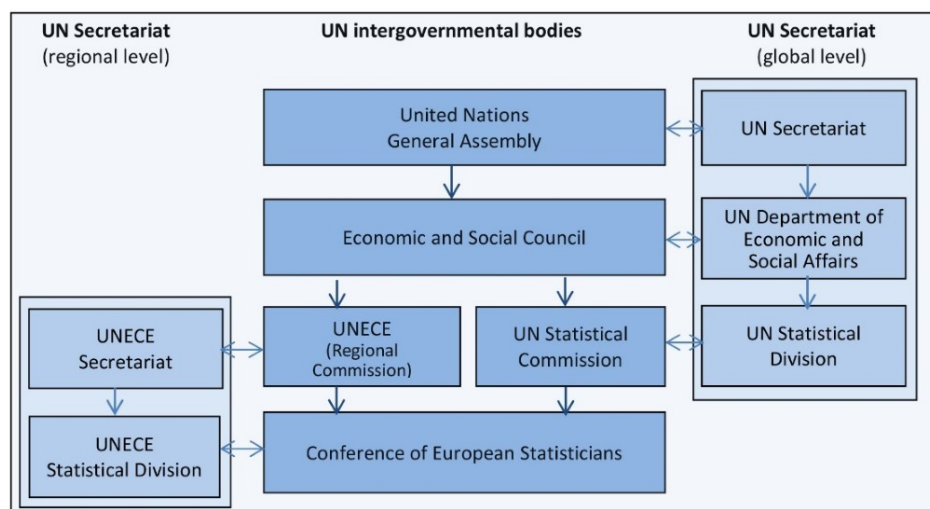 UN Secretariat
(regional level)
UN intergovernmental bodies
UN Secretariat
(global level)
United Nations
General Assembly
UN Secretariat
Economic and Social Council
UN Department of
Economic and
Social Affairs
UNECE
Secretariat
UNECE
(Regional
Commission)
UN Statistical
Commission
UN Statistical
Division
UNECE
Statistical Division
Conference of European Statisticians